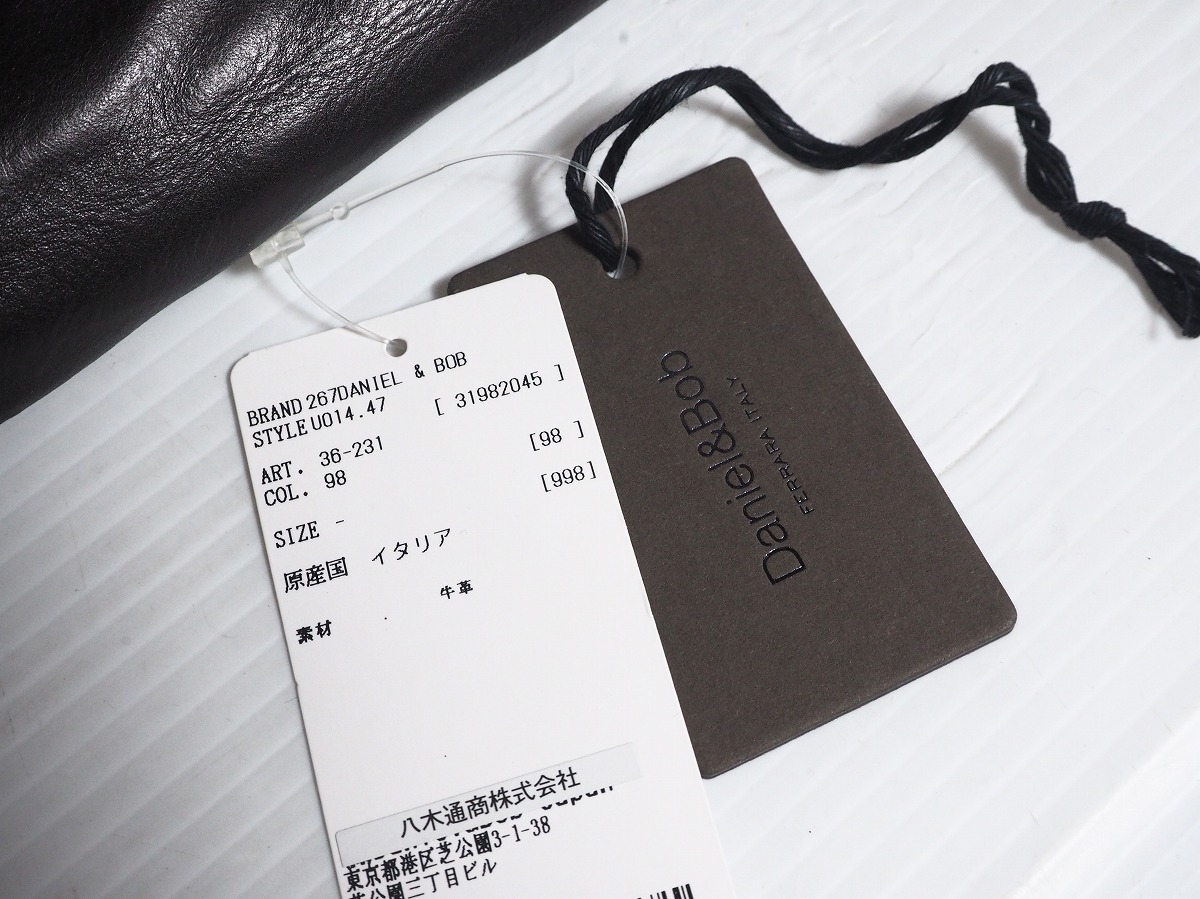 BRAND 267DANIEL & BOB
STYLE U014.47 [ 31982045 ]
ART. 36-231 [98 ]
COL. 98 [998]
SIZE -
原産国 イタリア
素材 牛革
八木通商株式会社
Japan
東京都港区芝公園3-1-38
芝公園三丁目ビル
Daniel&Bob
FERRARA ITALY